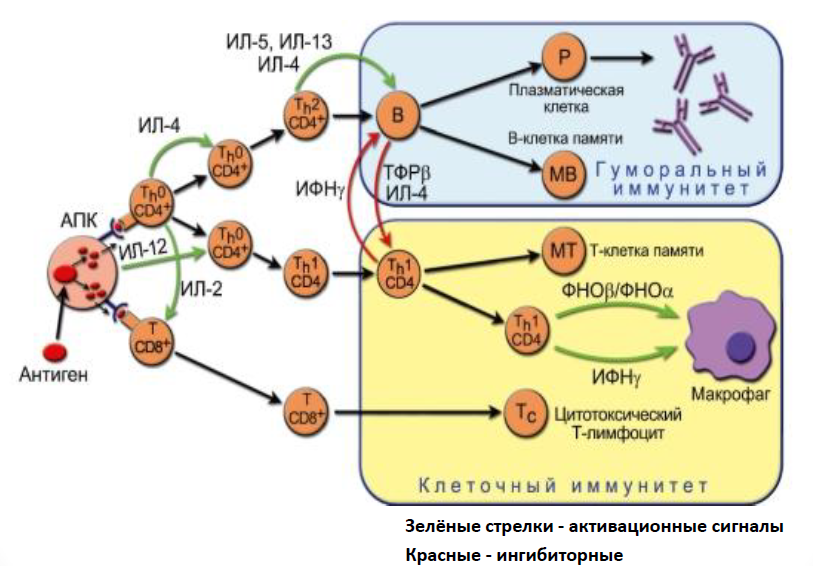 ИЛ-5, ИЛ-13
ИЛ-4
Th2
CD4+
B
P
Плазматическая
клетка
В-клетка памяти
MB
Гуморальный
иммунитет
ИЛ-4
Th0
CD4+
Th0
CD4+
АПК
ИЛ-12
ИЛ-2
Th0
CD4+
Th1
CD4
ИФНγ
ТФРβ
ИЛ-4
Th1
CD4
MT
Т-клетка памяти
ФНОβ/ФНОα
Th1
CD4
ИФНγ
Макрофаг
Антиген
T
CD8+
T
CD8+
Tc
Цитотоксический
Т-лимфоцит
Клеточный иммунитет
Зелёные стрелки - активационные сигналы
Красные - ингибиторные